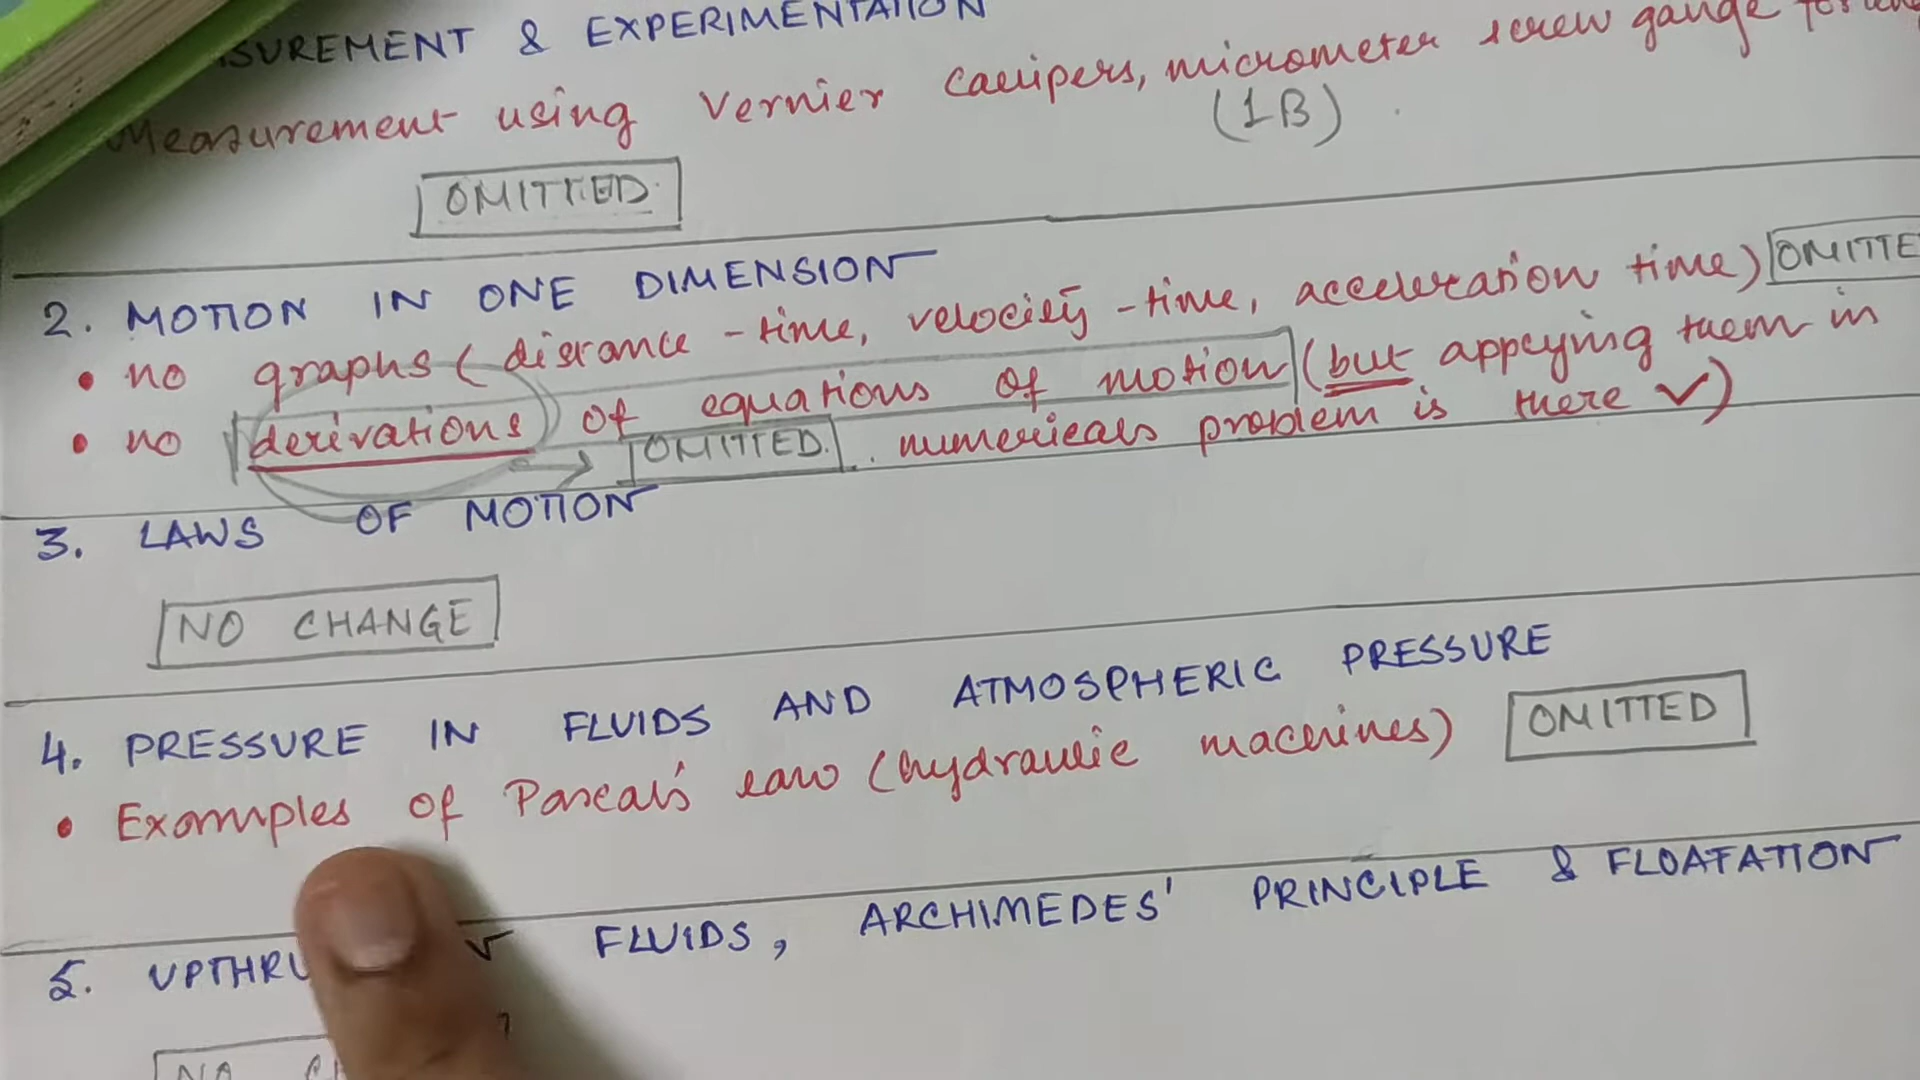 SUREMENT & EXPERIMENTATION
Measurement using Vernier calipers, micrometer screw gauge
(1B)
OMITTED
2. MOTION IN ONE DIMENSION
• no graphs (distance - time, velocity - time, acceleration time) OMITTE
• no derivations of equations of motion (but applying them in
OMITTED. numericals problem is there ✓)
3. LAWS OF MOTION
NO CHANGE
4. PRESSURE IN FLUIDS AND ATMOSPHERIC PRESSURE
• Examples of Pascal's law (hydraulic machines) OMITTED
5. UPTHRU FLUIDS, ARCHIMEDES' PRINCIPLE & FLOATATION
NO C